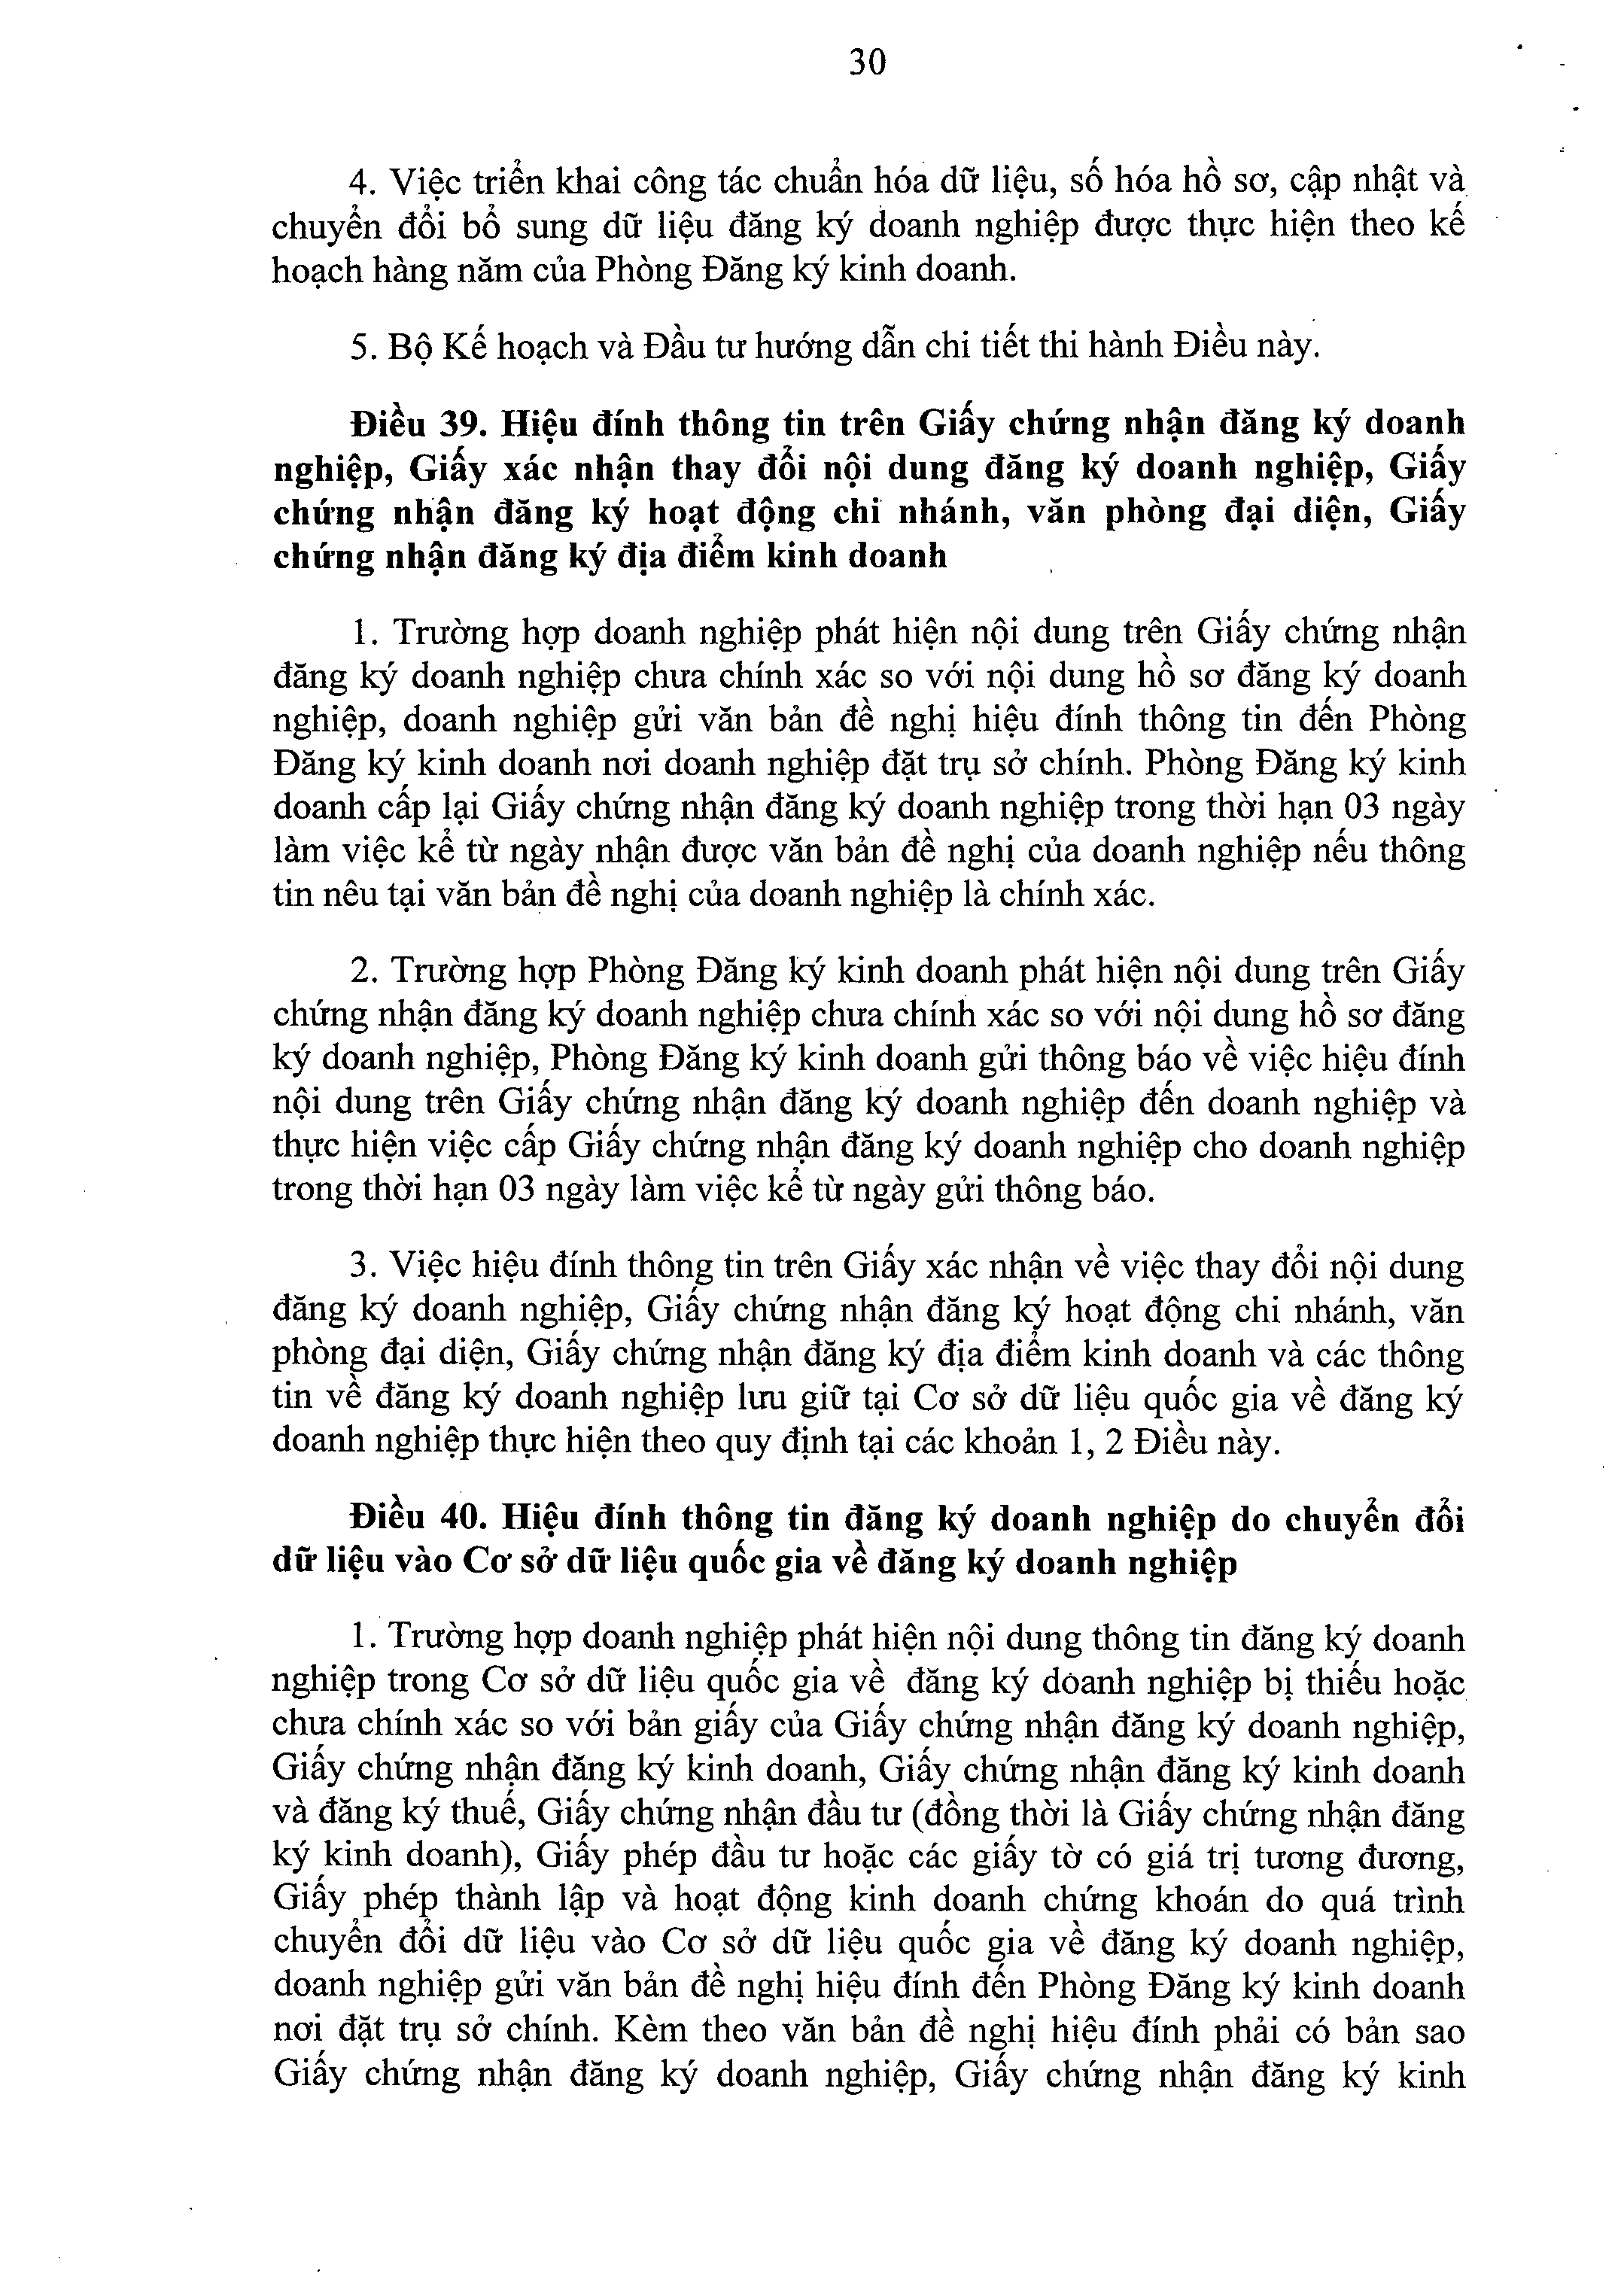 30
4. Việc triển khai công tác chuẩn hóa dữ liệu, số hóa hồ sơ, cập nhật và
chuyển đổi bổ sung dữ liệu đăng ký doanh nghiệp được thực hiện theo kế
hoạch hàng năm của Phòng Đăng ký kinh doanh.
5. Bộ Kế hoạch và Đầu tư hướng dẫn chi tiết thi hành Điều này.
Điều 39. Hiệu đính thông tin trên Giấy chứng nhận đăng ký doanh
nghiệp, Giấy xác nhận thay đổi nội dung đăng ký doanh nghiệp, Giấy
chứng nhận đăng ký hoạt động chi nhánh, văn phòng đại diện, Giấy
chứng nhận đăng ký địa điểm kinh doanh
1. Trường hợp doanh nghiệp phát hiện nội dung trên Giấy chứng nhận
đăng ký doanh nghiệp chưa chính xác so với nội dung hồ sơ đăng ký doanh
nghiệp, doanh nghiệp gửi văn bản đề nghị hiệu đính thông tin đến Phòng
Đăng ký kinh doanh nơi doanh nghiệp đặt trụ sở chính. Phòng Đăng ký kinh
doanh cấp lại Giấy chứng nhận đăng ký doanh nghiệp trong thời hạn 03 ngày
làm việc kể từ ngày nhận được văn bản đề nghị của doanh nghiệp nếu thông
tin nêu tại văn bản đề nghị của doanh nghiệp là chính xác.
2. Trường hợp Phòng Đăng ký kinh doanh phát hiện nội dung trên Giấy
chứng nhận đăng ký doanh nghiệp chưa chính xác so với nội dung hồ sơ đăng
ký doanh nghiệp, Phòng Đăng ký kinh doanh gửi thông báo về việc hiệu đính
nội dung trên Giấy chứng nhận đăng ký doanh nghiệp đến doanh nghiệp và
thực hiện việc cấp Giấy chứng nhận đăng ký doanh nghiệp cho doanh nghiệp
trong thời hạn 03 ngày làm việc kể từ ngày gửi thông báo.
3. Việc hiệu đính thông tin trên Giấy xác nhận về việc thay đổi nội dung
đăng ký doanh nghiệp, Giấy chứng nhận đăng ký hoạt động chi nhánh, văn
phòng đại diện, Giấy chứng nhận đăng ký địa điểm kinh doanh và các thông
tin về đăng ký doanh nghiệp lưu giữ tại Cơ sở dữ liệu quốc gia về đăng ký
doanh nghiệp thực hiện theo quy định tại các khoản 1, 2 Điều này.
Điều 40. Hiệu đính thông tin đăng ký doanh nghiệp do chuyển đổi
dữ liệu vào Cơ sở dữ liệu quốc gia về đăng ký doanh nghiệp
1. Trường hợp doanh nghiệp phát hiện nội dung thông tin đăng ký doanh
nghiệp trong Cơ sở dữ liệu quốc gia về đăng ký doanh nghiệp bị thiếu hoặc
chưa chính xác so với bản giấy của Giấy chứng nhận đăng ký doanh nghiệp,
Giấy chứng nhận đăng ký kinh doanh, Giấy chứng nhận đăng ký kinh doanh
và đăng ký thuế, Giấy chứng nhận đầu tư (đồng thời là Giấy chứng nhận đăng
ký kinh doanh), Giấy phép đầu tư hoặc các giấy tờ có giá trị tương đương,
Giấy phép thành lập và hoạt động kinh doanh chứng khoán do quá trình
chuyển đổi dữ liệu vào Cơ sở dữ liệu quốc gia về đăng ký doanh nghiệp,
doanh nghiệp gửi văn bản đề nghị hiệu đính đến Phòng Đăng ký kinh doanh
nơi đặt trụ sở chính. Kèm theo văn bản đề nghị hiệu đính phải có bản sao
Giấy chứng nhận đăng ký doanh nghiệp, Giấy chứng nhận đăng ký kinh